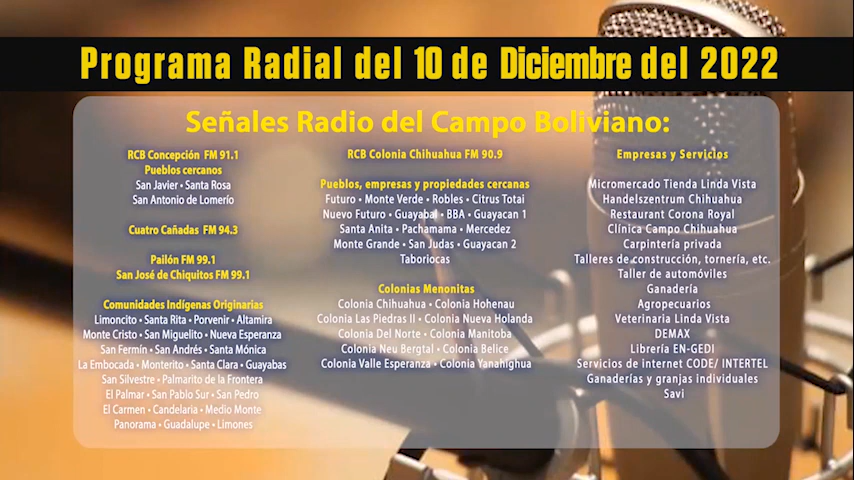 Programa Radial del 10 de Diciembre del 2022
Señales Radio del Campo Boliviano:
RCB Concepción FM 91.1
Pueblos cercanos
San Javier • Santa Rosa
San Antonio de Lomerío
Cuatro Cañadas FM 94.3
Pailón FM 99.1
San José de Chiquitos FM 99.1
Comunidades Indígenas Originarias
Limoncito • Santa Rita • Porvenir • Altamira
Monte Cristo • San Miguelito • Nueva Esperanza
San Fermín • San Andrés • Santa Mónica
La Embocada • Monterito • Santa Clara • Guayabas
San Silvestre • Palmarito de la Frontera
El Palmar • San Pablo Sur • San Pedro
El Carmen • Candelaria • Medio Monte
Panorama • Guadalupe • Limones
RCB Colonia Chihuahua FM 90.9
Pueblos, empresas y propiedades cercanas
Futuro • Monte Verde • Robles • Citrus Totai
Nuevo Futuro • Guayabal • BBA • Guayacan 1
Santa Anita • Pachamama • Mercedez
Monte Grande • San Judas • Guayacan 2
Taboriocas
Colonias Menonitas
Colonia Chihuahua • Colonia Hohenau
Colonia Las Piedras II • Colonia Nueva Holanda
Colonia Del Norte • Colonia Manitoba
Colonia Neu Bergtal • Colonia Belice
Colonia Valle Esperanza • Colonia Yanahigua
Empresas y Servicios
Micromercado Tienda Linda Vista
Handelszentrum Chihuahua
Restaurant Corona Royal
Clínica Campo Chihuahua
Carpintería privada
Talleres de construcción, tornería, etc.
Taller de automóviles
Ganadería
Agropecuarios
Veterinaria Linda Vista
DEMAX
Librería EN-GEDI
Servicios de internet CODE/ INTERTEL
Ganaderías y granjas individuales
Savi